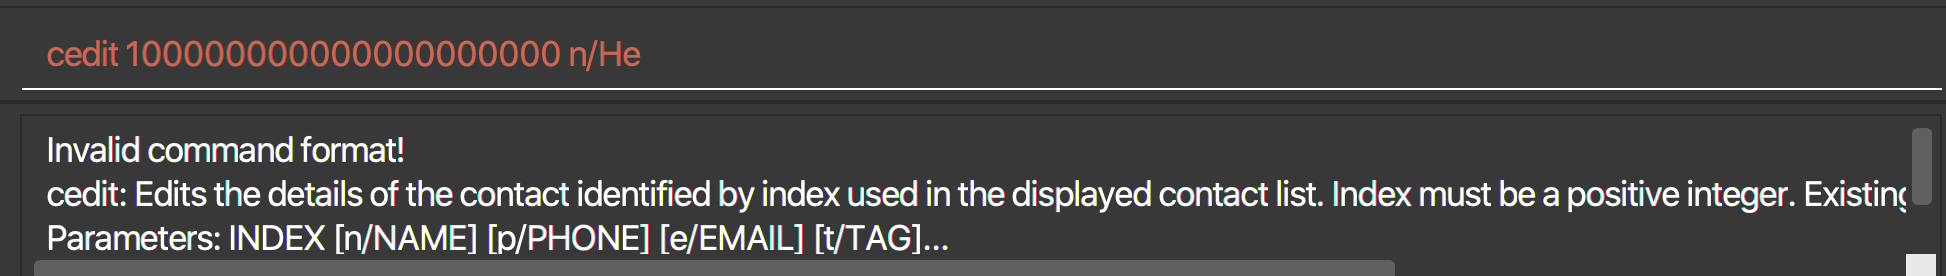 cedit 100000000000000000000 n/He
Invalid command format!
cedit: Edits the details of the contact identified by index used in the displayed contact list. Index must be a positive integer. Existing
Parameters: INDEX [n/NAME] [p/PHONE] [e/EMAIL] [t/TAG]...